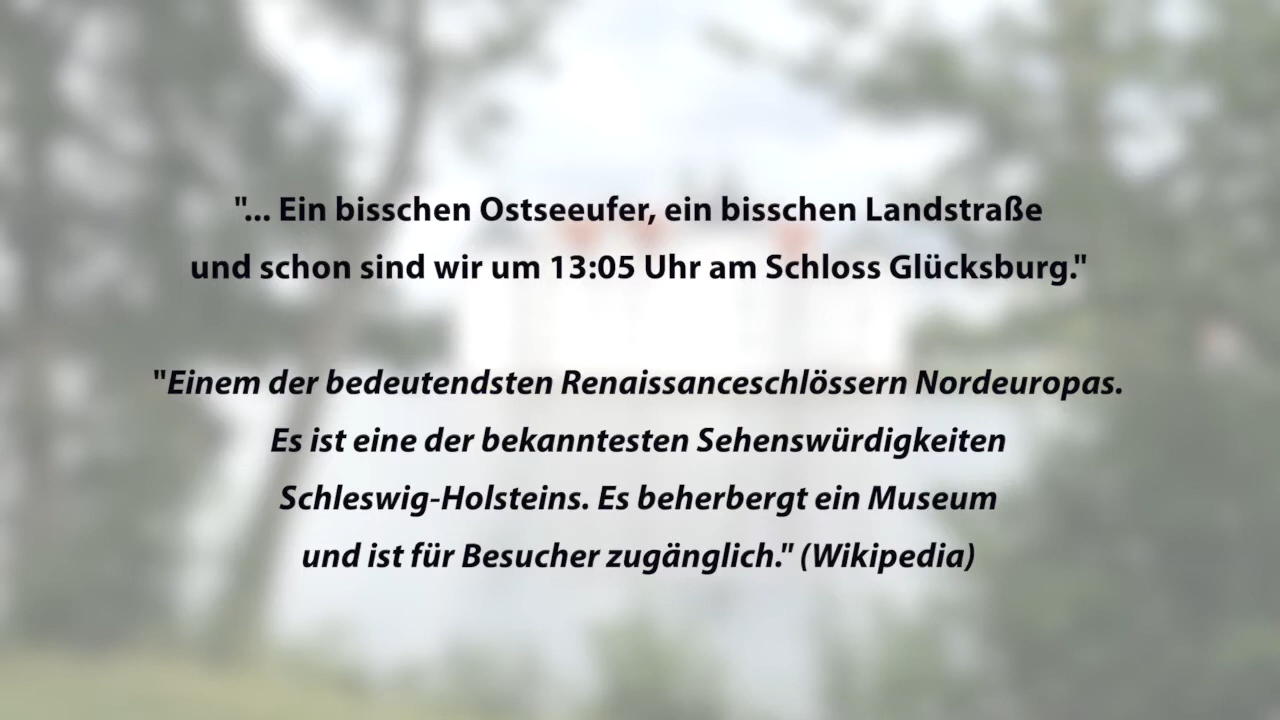 "... Ein bisschen Ostseeufer, ein bisschen Landstraße
und schon sind wir um 13:05 Uhr am Schloss Glücksburg."
"Einem der bedeutendsten Renaissanceschlössern Nordeuropas.
Es ist eine der bekanntesten Sehenswürdigkeiten
Schleswig-Holsteins. Es beherbergt ein Museum
und ist für Besucher zugänglich." (Wikipedia)